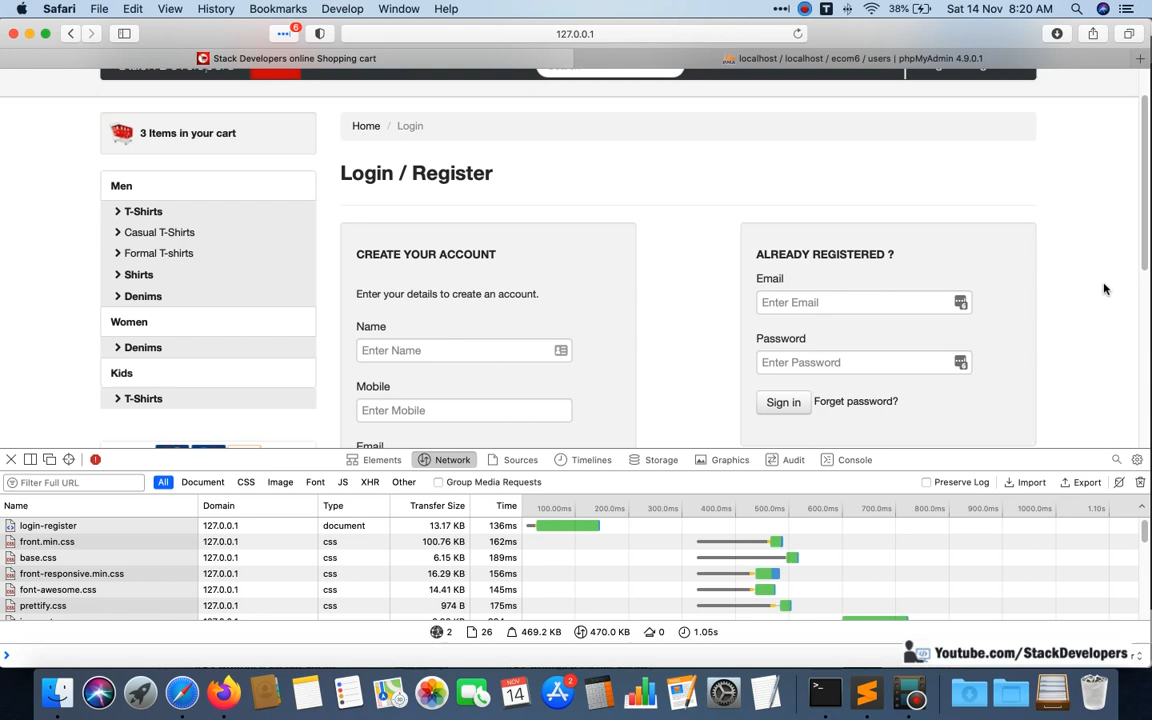 Safari File Edit View History Bookmarks Develop Window Help 38% Sat 14 Nov 8:20 AM
6 127.0.0.1
Stack Developers online Shopping cart localhost / localhost / ecom6 / users | phpMyAdmin 4.9.0.1
3 Items in your cart
Home / Login
Login / Register
Men
T-Shirts
Casual T-Shirts
Formal T-shirts
Shirts
Denims
Women
Denims
Kids
T-Shirts
CREATE YOUR ACCOUNT
Enter your details to create an account.
Name
Enter Name
Mobile
Enter Mobile
Email
ALREADY REGISTERED ?
Email
Enter Email
Password
Enter Password
Sign in Forget password?
Elements Network Sources Timelines Storage Graphics Audit Console
Filter Full URL All Document CSS Image Font JS XHR Other Group Media Requests Preserve Log Import Export
Name Domain Type Transfer Size Time 100.00ms 200.0ms 300.0ms 400.0ms 500.0ms 600.0ms 700.0ms 800.0ms 900.0ms 1000.0ms 1.10s
login-register 127.0.0.1 document 13.17 KB 136ms
front.min.css 127.0.0.1 css 100.76 KB 162ms
base.css 127.0.0.1 css 6.15 KB 189ms
front-responsive.min.css 127.0.0.1 css 16.29 KB 156ms
font-awesome.css 127.0.0.1 css 14.41 KB 145ms
prettify.css 127.0.0.1 css 974 B 175ms
2 26 469.2 KB 470.0 KB 0 1.05s
Youtube.com/StackDevelopers
NOV
14
2